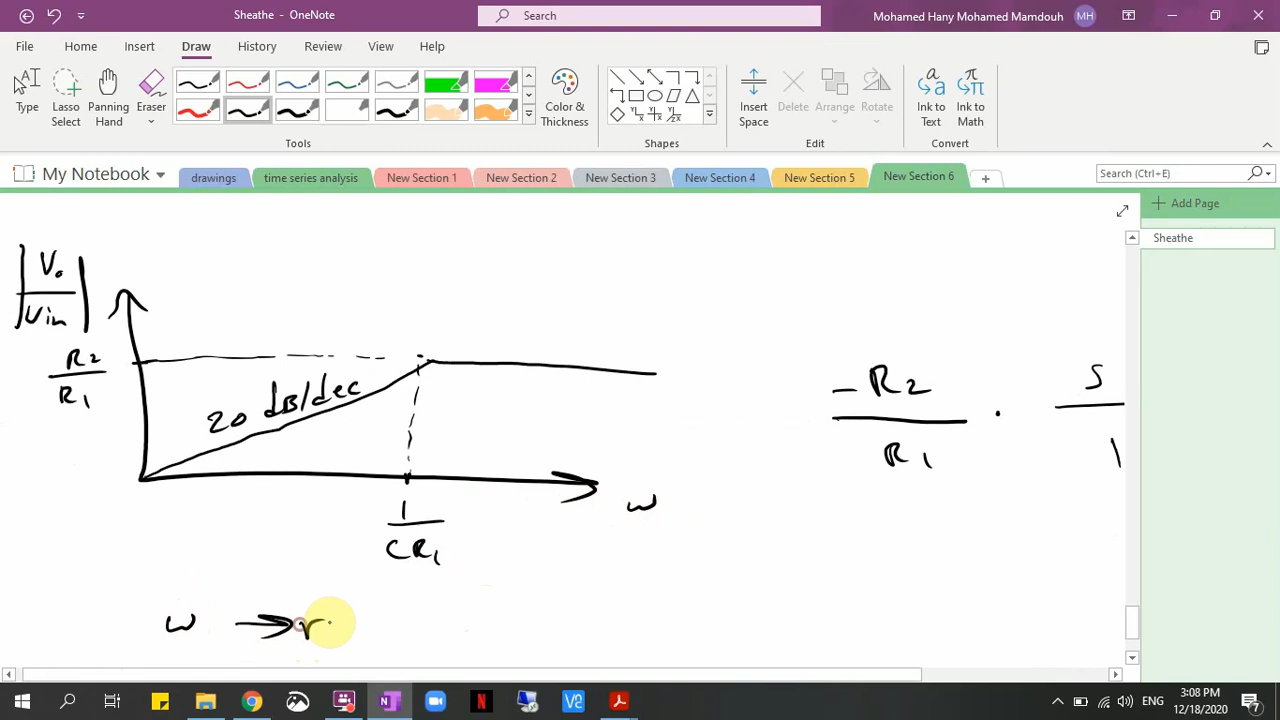 Sheathe - OneNote
Search
Mohamed Hany Mohamed Mamdouh
MH
File Home Insert Draw History Review View Help
Type
Lasso Select
Panning Hand
Eraser
Color & Thickness
Insert Space
Delete
Arrange
Rotate
Ink to Text
Ink to Math
Tools
Shapes
Edit
Convert
My Notebook
drawings
time series analysis
New Section 1
New Section 2
New Section 3
New Section 4
New Section 5
New Section 6
Search (Ctrl+E)
Add Page
Sheathe
|Vo/Vin|
R2/R1
20 dB/dec
1/CR1
w
-R2/R1 · S/1
w → r
ENG
3:08 PM
12/18/2020
7